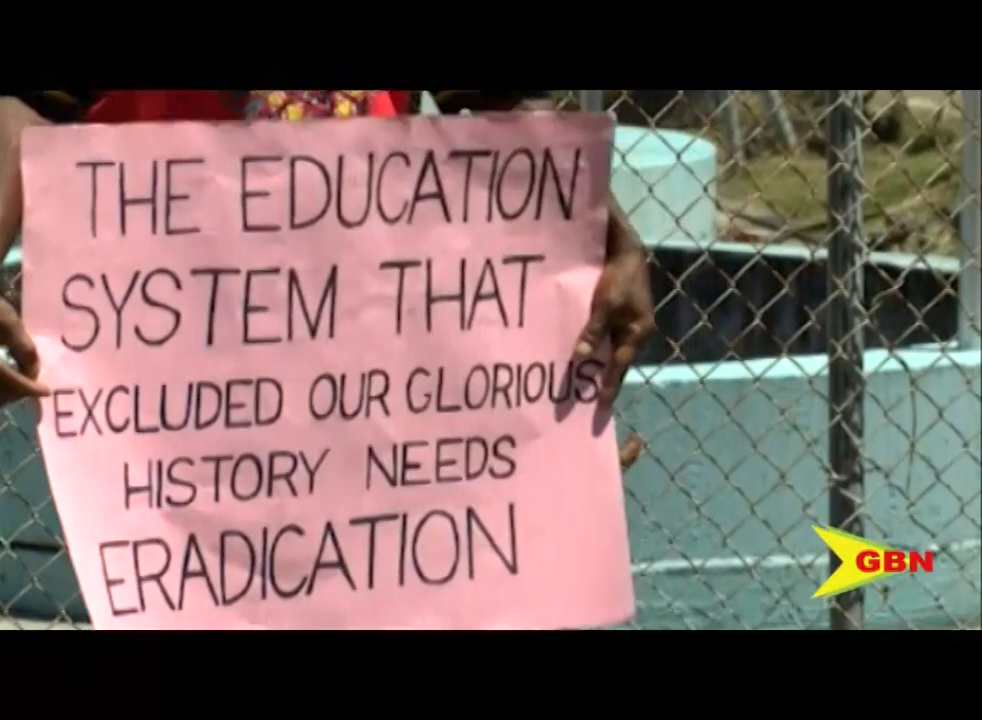 THE EDUCATION
SYSTEM THAT
EXCLUDED OUR GLORIOUS
HISTORY NEEDS
ERADICATION
GBN